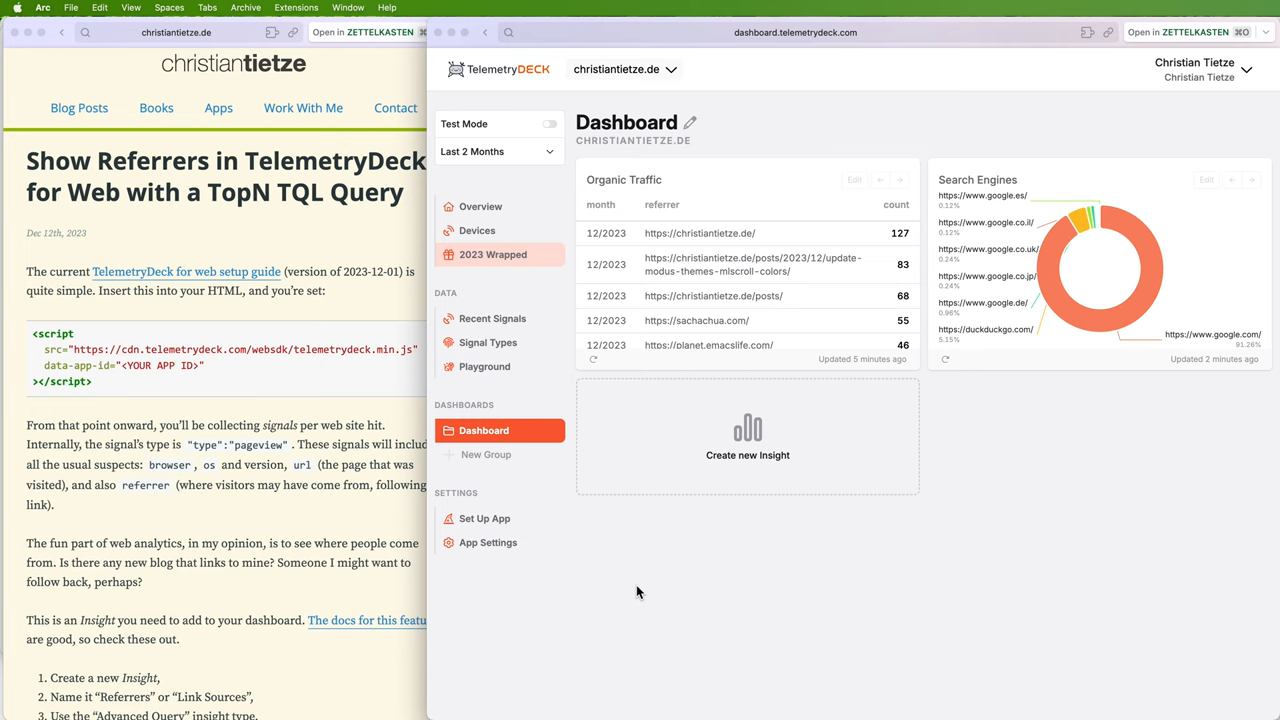 Arc File Edit View Spaces Tabs Archive Extensions Window Help
christiantietze.de
Open in ZETTELKASTEN
christiantietze
Blog Posts Books Apps Work With Me Contact
Show Referrers in TelemetryDeck
for Web with a TopN TQL Query
Dec 12th, 2023
The current TelemetryDeck for web setup guide (version of 2023-12-01) is
quite simple. Insert this into your HTML, and you're set:
<script
src="https://cdn.telemetrydeck.com/websdk/telemetrydeck.min.js"
data-app-id="<YOUR APP ID>"
></script>
From that point onward, you'll be collecting signals per web site hit.
Internally, the signal's type is "type":"pageview". These signals will includ
all the usual suspects: browser, os and version, url (the page that was
visited), and also referrer (where visitors may have come from, following
link).
The fun part of web analytics, in my opinion, is to see where people come
from. Is there any new blog that links to mine? Someone I might want to
follow back, perhaps?
This is an Insight you need to add to your dashboard. The docs for this featu
are good, so check these out.
1. Create a new Insight,
2. Name it “Referrers” or “Link Sources”,
3. Use the “Advanced Query” insight type.
dashboard.telemetrydeck.com
Open in ZETTELKASTEN ⌘O
TelemetryDECK
christiantietze.de
Christian Tietze
Christian Tietze
Test Mode
Last 2 Months
Overview
Devices
2023 Wrapped
DATA
Recent Signals
Signal Types
Playground
DASHBOARDS
Dashboard
New Group
SETTINGS
Set Up App
App Settings
Dashboard
CHRISTIANTIETZE.DE
Organic Traffic
Edit
month referrer count
12/2023 https://christiantietze.de/ 127
12/2023 https://christiantietze.de/posts/2023/12/update-
modus-themes-mlscroll-colors/ 83
12/2023 https://christiantietze.de/posts/ 68
12/2023 https://sachachua.com/ 55
12/2023 https://planet.emacslife.com/ 46
Updated 5 minutes ago
Search Engines
Edit
https://www.google.es/
0.12%
https://www.google.co.il/
0.12%
https://www.google.co.uk/
0.24%
https://www.google.co.jp/
0.24%
https://www.google.de/
0.96%
https://duckduckgo.com/
5.15%
https://www.google.com/
91.26%
Updated 2 minutes ago
Create new Insight